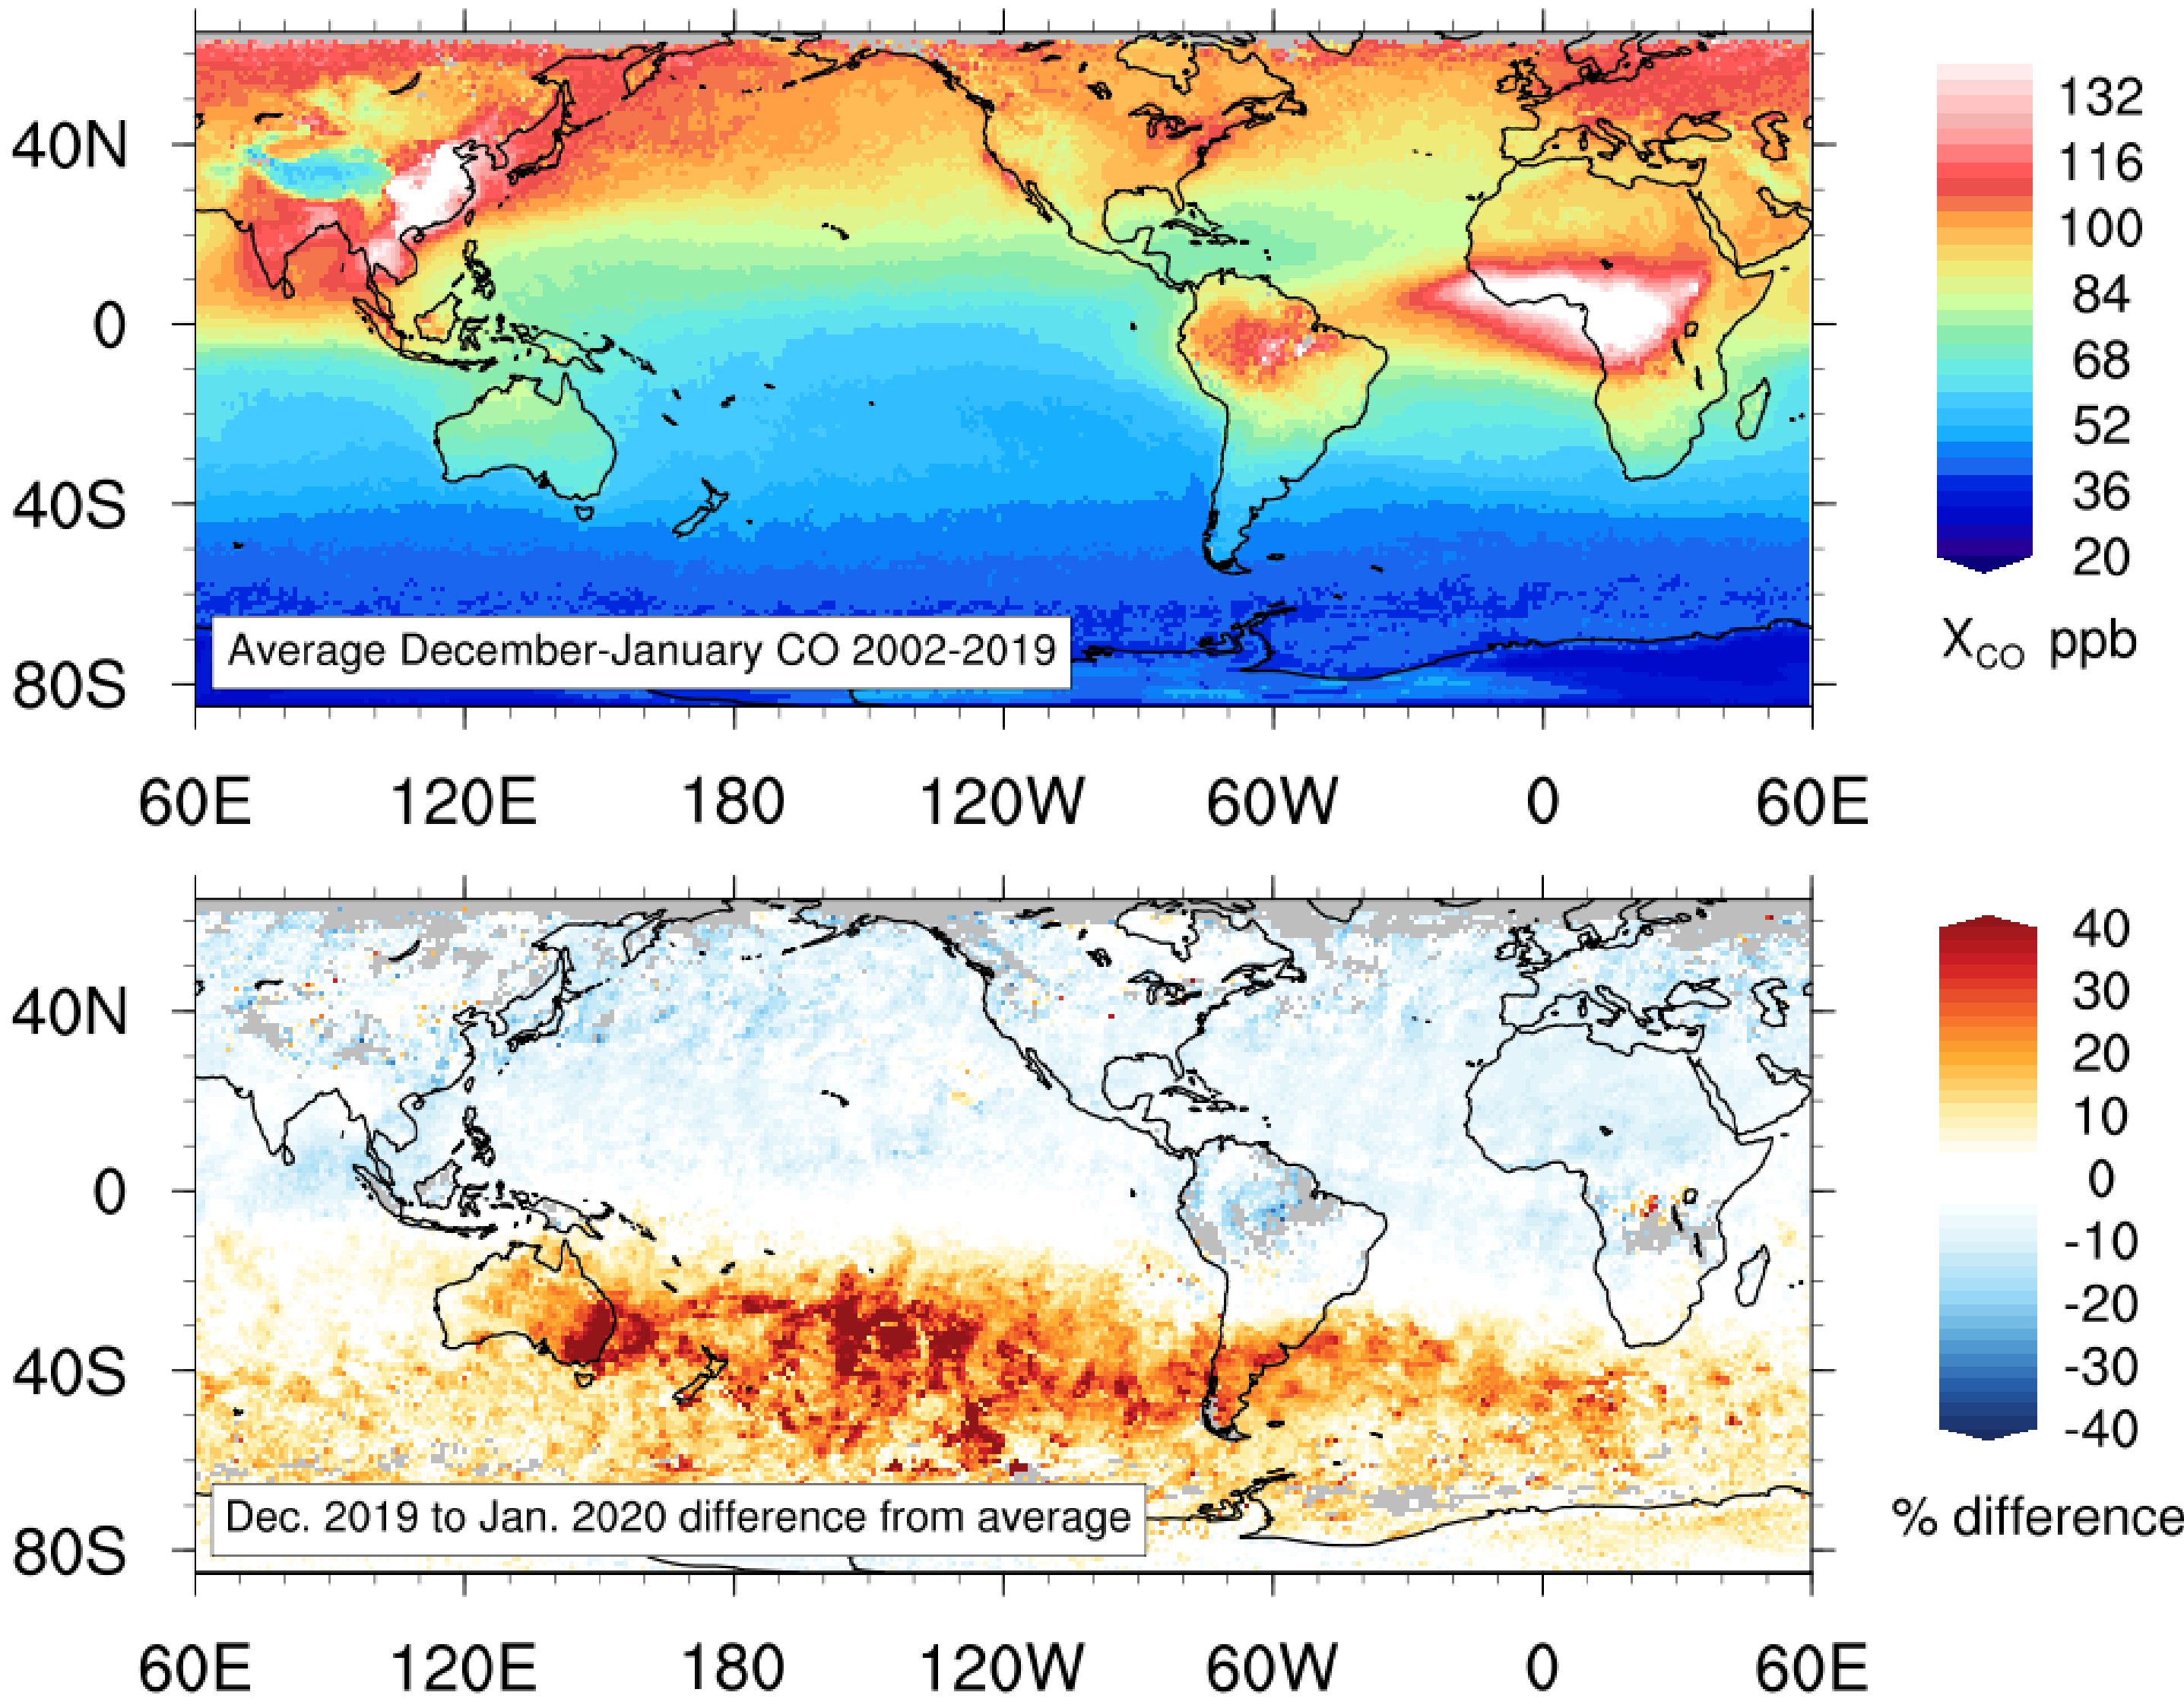 40N
0
40S
80S
Average December-January CO 2002-2019
60E 120E 180 120W 60W 0 60E
132
116
100
84
68
52
36
20
XCO ppb
40N
0
40S
80S
Dec. 2019 to Jan. 2020 difference from average
60E 120E 180 120W 60W 0 60E
40
30
20
10
0
-10
-20
-30
-40
% difference